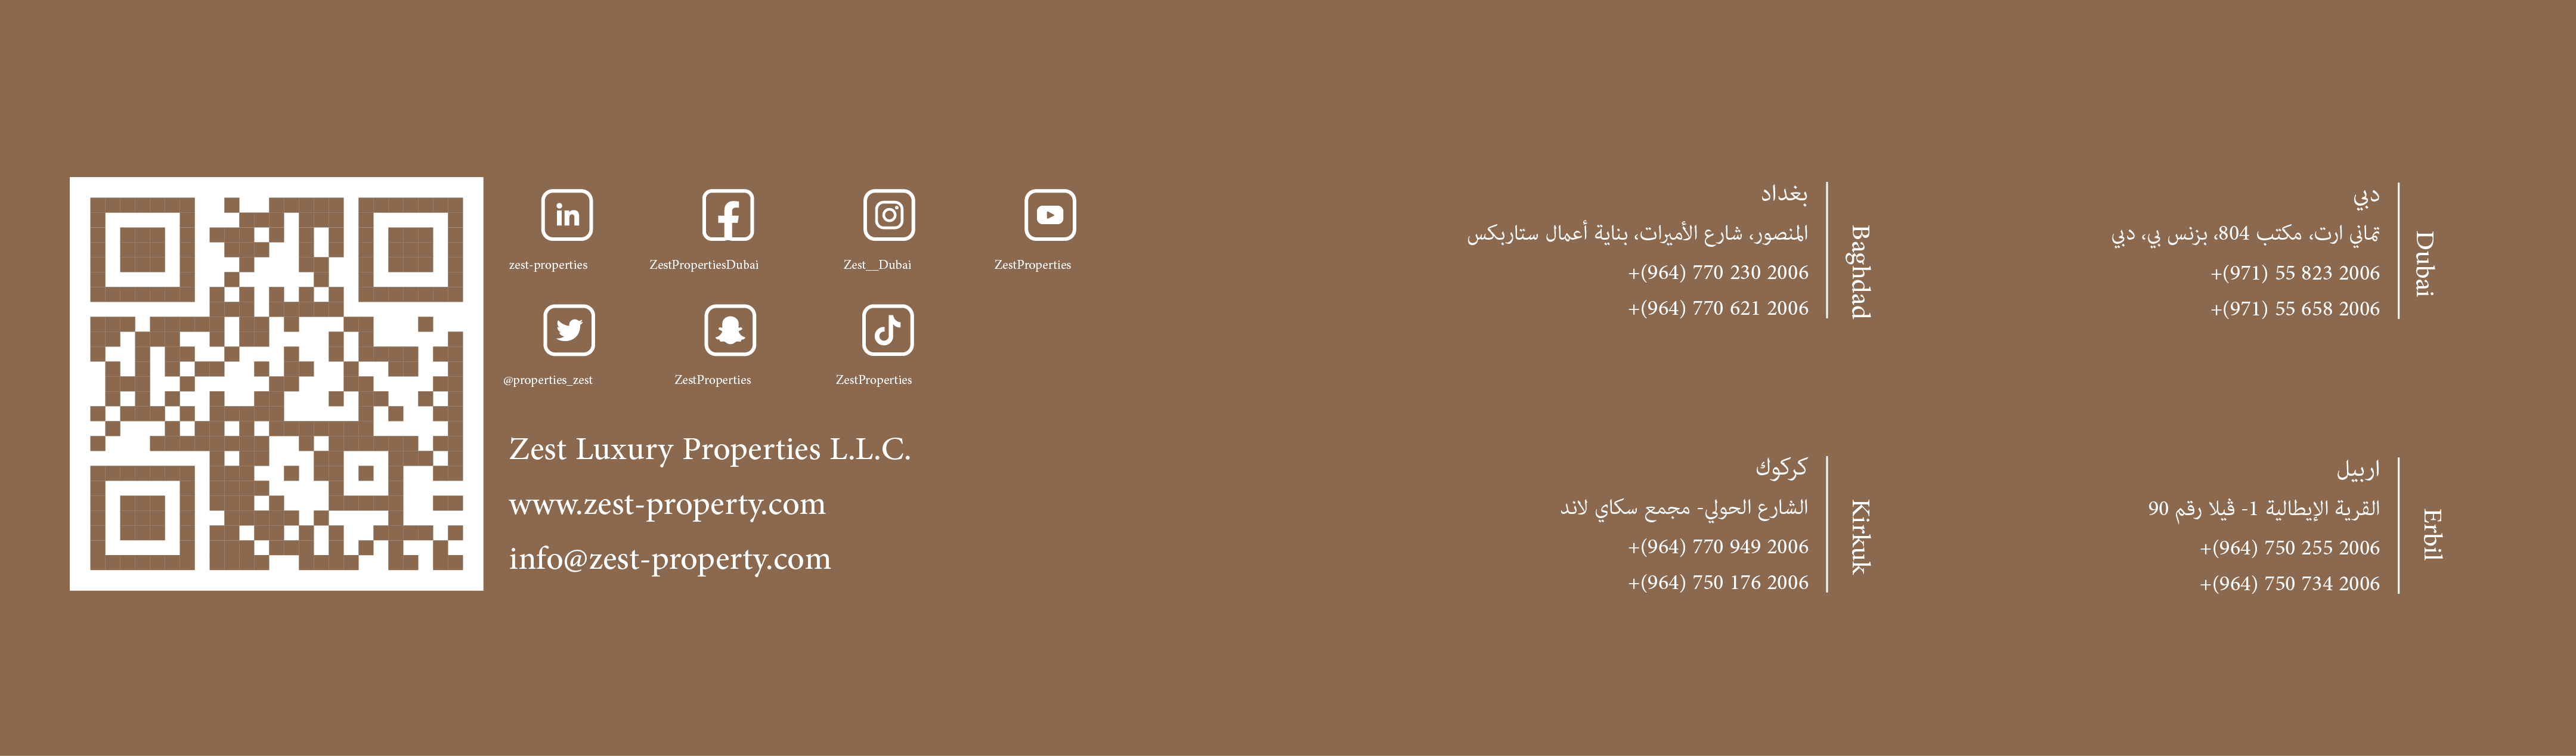 zest-properties
ZestPropertiesDubai
Zest__Dubai
ZestProperties
@properties_zest
ZestProperties
ZestProperties
Zest Luxury Properties L.L.C.
www.zest-property.com
info@zest-property.com
بغداد
المنصور، شارع الأميرات، بناية أعمال ستاربكس
+(964) 770 230 2006
+(964) 770 621 2006
Baghdad
دبي
تماني ارت، مكتب 804، بزنس بي، دبي
+(971) 55 823 2006
+(971) 55 658 2006
Dubai
كركوك
الشارع الحولي- مجمع سكاي لاند
+(964) 770 949 2006
+(964) 750 176 2006
Kirkuk
اربيل
القرية الإيطالية 1- ڤيلا رقم 90
+(964) 750 255 2006
+(964) 750 734 2006
Erbil